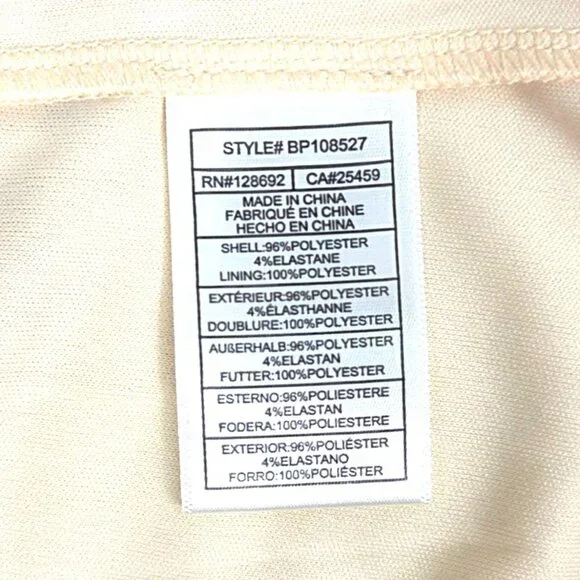 STYLE# BP108527
RN#128692 CA#25459
MADE IN CHINA
FABRIQUÉ EN CHINE
HECHO EN CHINA
SHELL:96%POLYESTER
4%ELASTANE
LINING:100%POLYESTER
EXTÉRIEUR:96%POLYESTER
4%ÉLASTHANNE
DOUBLURE:100%POLYESTER
AUßERHALB:96%POLYESTER
4%ELASTAN
FUTTER:100%POLYESTER
ESTERNO:96%POLIESTERE
4%ELASTAN
FODERA:100%POLIESTERE
EXTERIOR:96%POLIÉSTER
4%ELASTANO
FORRO:100%POLIÉSTER